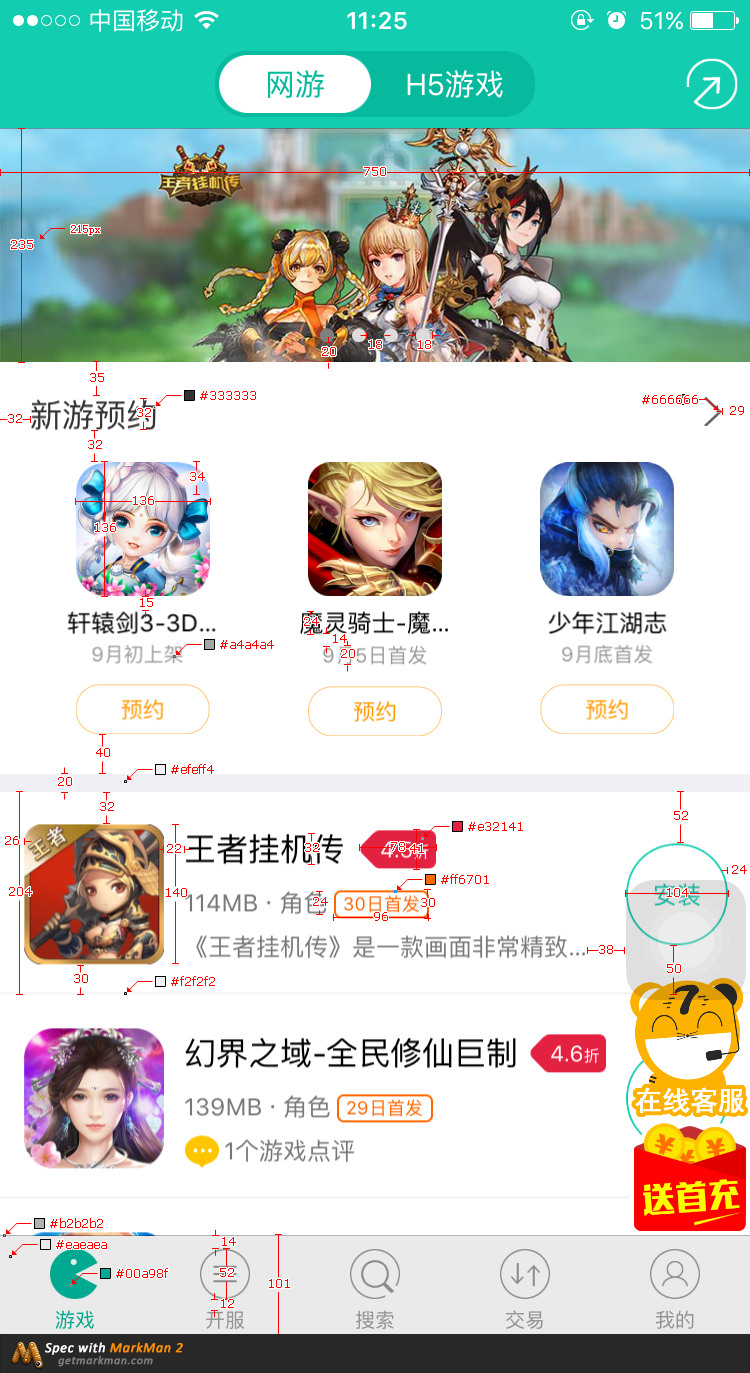 中国移动 11:25 51%
网游 H5游戏
王者挂机传
750
215px
235
20 18 18
35
#333333
#666666
32 新游预约 32 29
32
34
136
136
15
轩辕剑3-3D... 魔灵骑士-魔... 少年江湖志
24
14
#a4a4a4
20
9月初上架 9月5日首发 9月底首发
预约 预约 预约
40
#efeff4
20
32
52
#e32141
26 王者
22 王者挂机传 32 78 41
24
#ff6701
204 140 安装 104
114MB · 角色 24 30日首发 30
96
《王者挂机传》是一款画面非常精致... 38
50
30
#f2f2f2
幻界之域-全民修仙巨制 4.6折
139MB · 角色 29日首发
在线客服
1个游戏点评
送首充
#b2b2b2
#eaeaea
14
#00a98f
52
101
12
游戏 开服 搜索 交易 我的
Spec with MarkMan 2
getmarkman.com